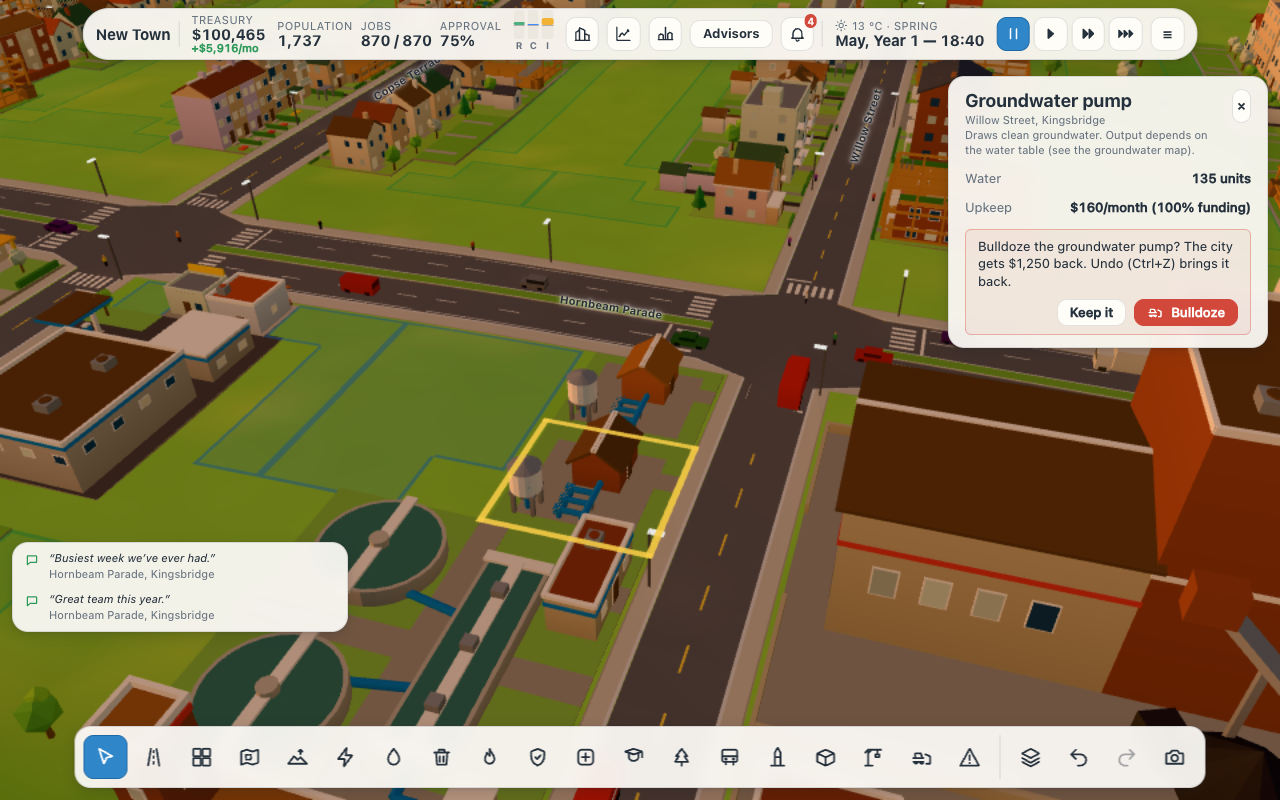 New Town
TREASURY
$100,465
+$5,916/mo
POPULATION
1,737
JOBS
870 / 870
APPROVAL
75%
R C I
Advisors
4
13 °C · SPRING
May, Year 1 — 18:40
Copse Terrace
Willow Street
Hornbeam Parade
Groundwater pump
Willow Street, Kingsbridge
Draws clean groundwater. Output depends on
the water table (see the groundwater map).
Water 135 units
Upkeep $160/month (100% funding)
Bulldoze the groundwater pump? The city
gets $1,250 back. Undo (Ctrl+Z) brings it
back.
Keep it
Bulldoze
“Busiest week we’ve ever had.”
Hornbeam Parade, Kingsbridge
“Great team this year.”
Hornbeam Parade, Kingsbridge